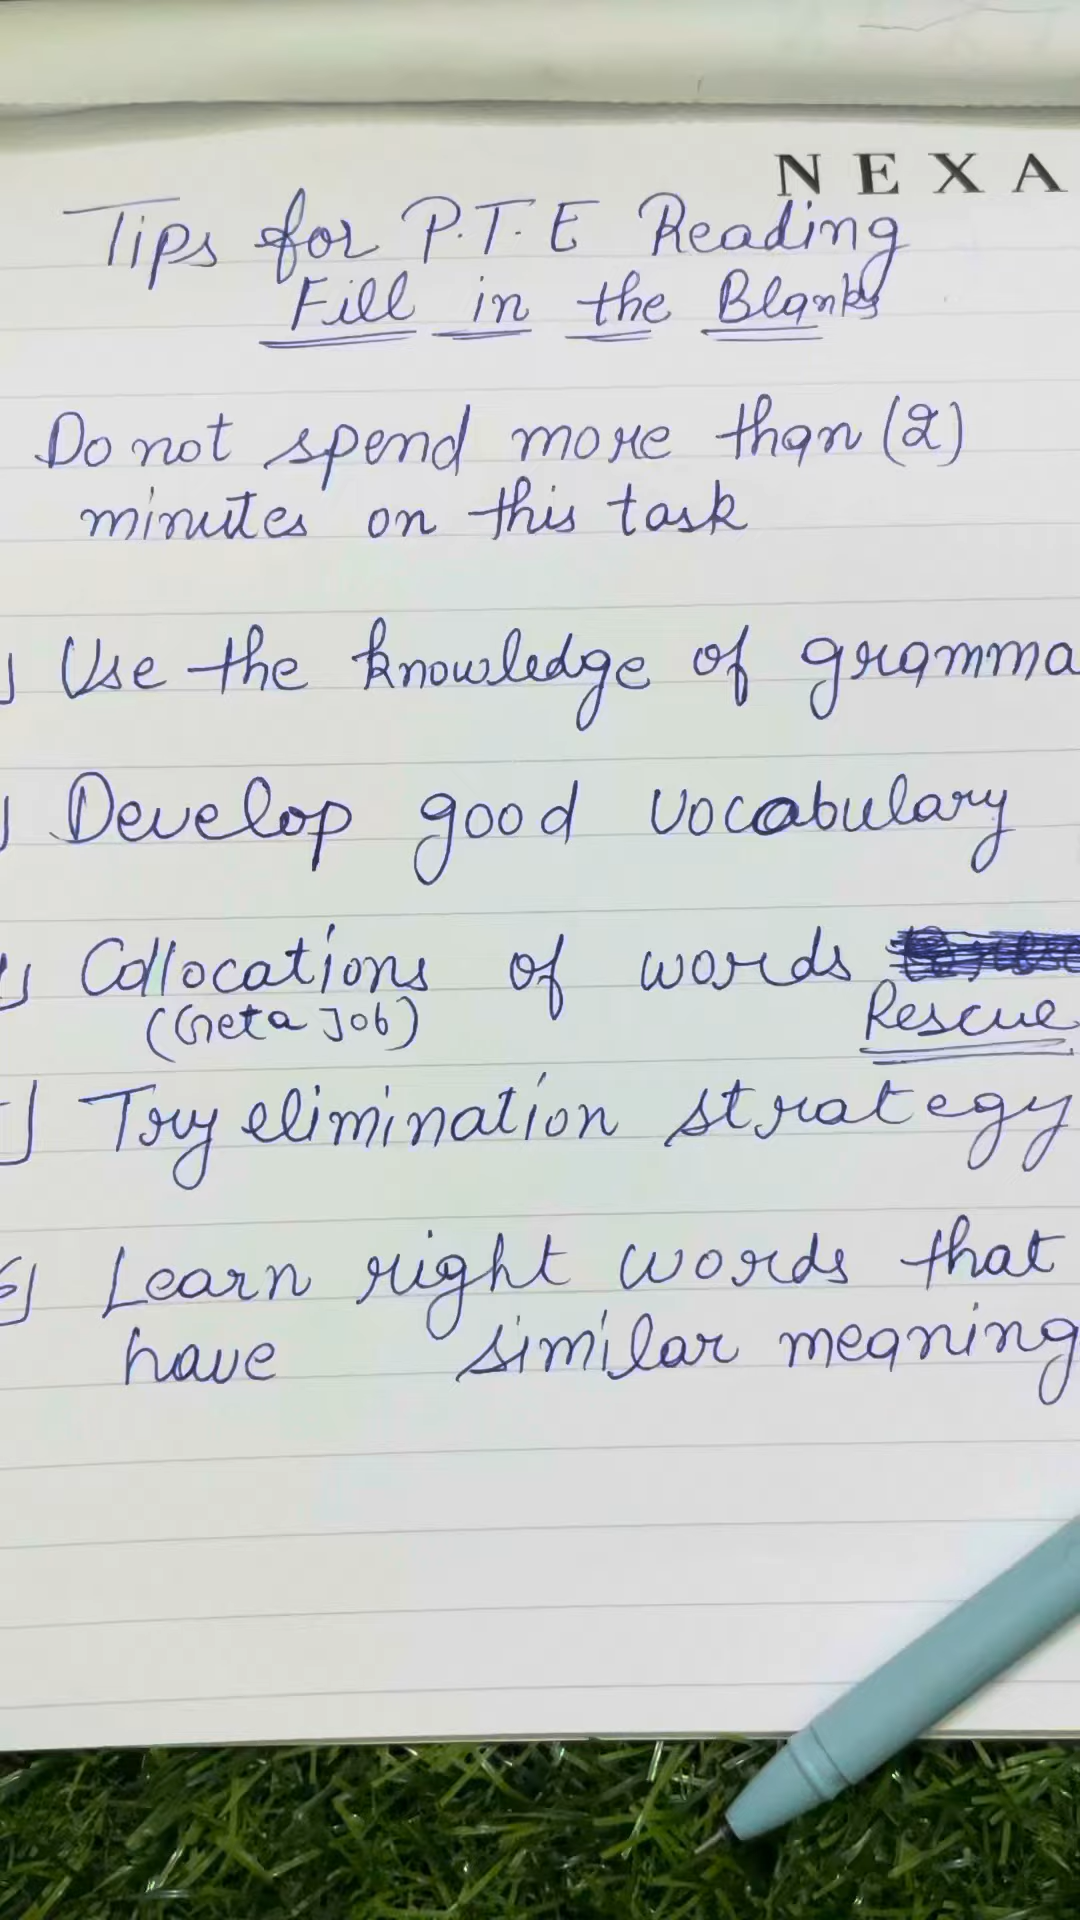 NEXA
Tips for P.T.E Reading
Fill in the Blanks
Do not spend more than (2)
minutes on this task
] Use the knowledge of gramma
] Develop good vocabulary
] Collocations of words
(Get a Job) Rescue
] Try elimination strategy
6] Learn right words that
have similar meaning